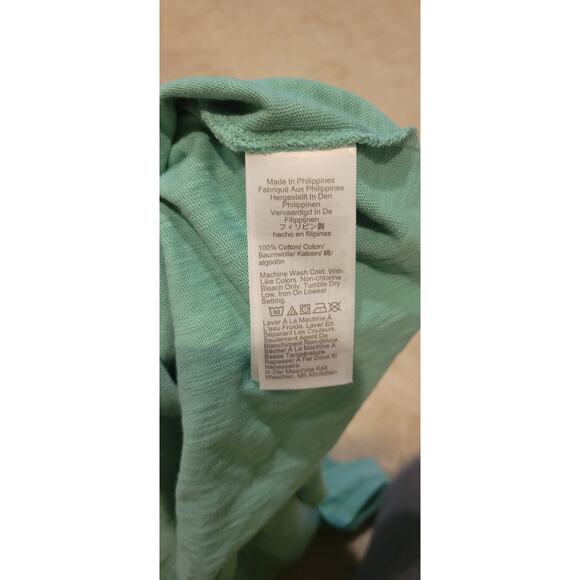 Made In Philippines
Fabriqué Aux Philippines
Hergestellt In Den
Philippinen
Vervaardigd In De
Filippijnen
フィリピン製
hecho en filipinas
100% Cotton/ Coton/
Baumwolle/ Katoen/ 綿/
algodón
Machine Wash Cold. With
Like Colors. Non-chlorine
Bleach Only. Tumble Dry
Low. Iron On Lowest
Setting.
30
Laver À La Machine À
L'eau Froide. Laver En
Séparant Les Couleurs.
Seulement Agent De
Blanchiment Non-chlore.
Sécher À La Machine À
Basse Température.
Repasser À Fer Doux Si
Nécessaire.
In Der Maschine Kalt
Waschen. Mit Ähnlichen